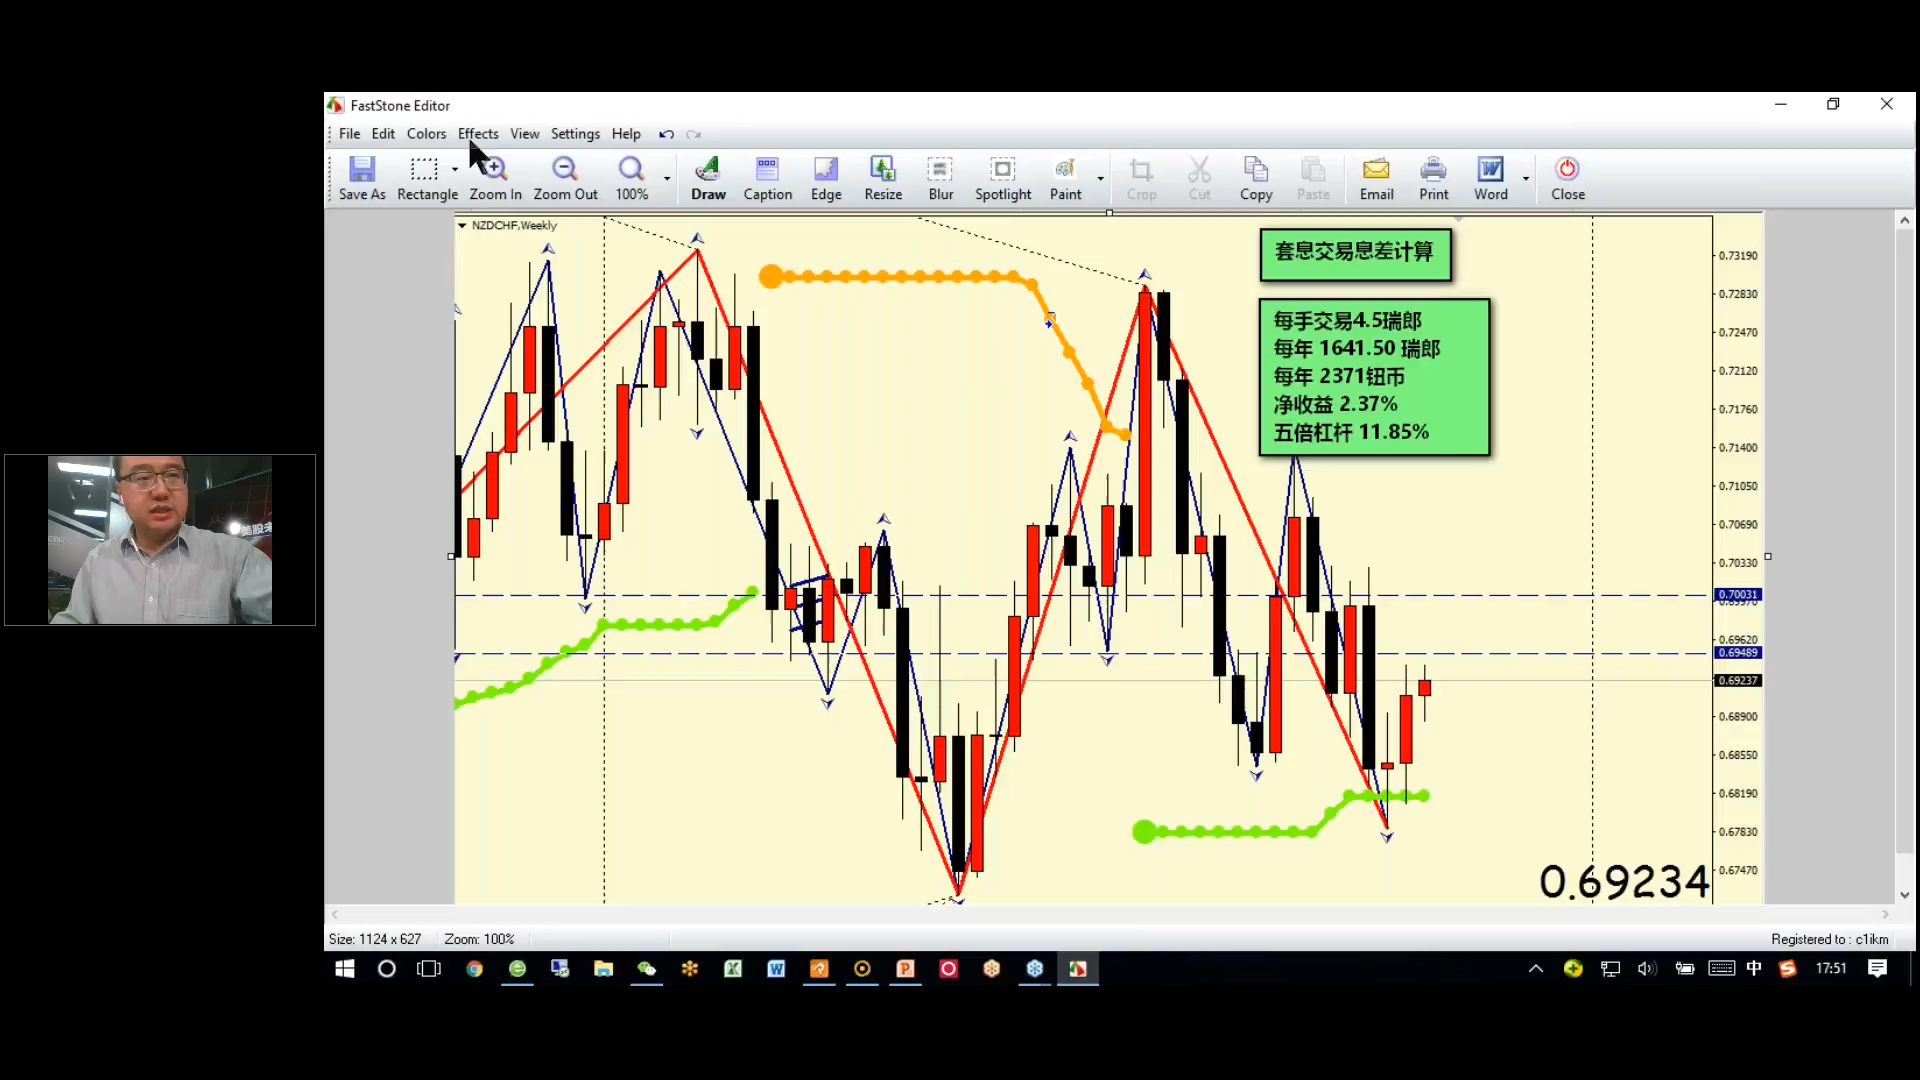 FastStone Editor
File Edit Colors Effects View Settings Help
Save As Rectangle Zoom In Zoom Out 100% Draw Caption Edge Resize Blur Spotlight Paint Crop Cut Copy Paste Email Print Word Close
NZDCHF,Weekly
套息交易息差计算
每手交易4.5瑞郎
每年 1641.50 瑞郎
每年 2371钮币
净收益 2.37%
五倍杠杆 11.85%
0.73190
0.72830
0.72470
0.72120
0.71760
0.71400
0.71050
0.70690
0.70330
0.70031
0.69620
0.69489
0.69237
0.68900
0.68550
0.68190
0.67830
0.67470
0.69234
美股未
Size: 1124 x 627 Zoom: 100% Registered to : c1ikm
中 17:51